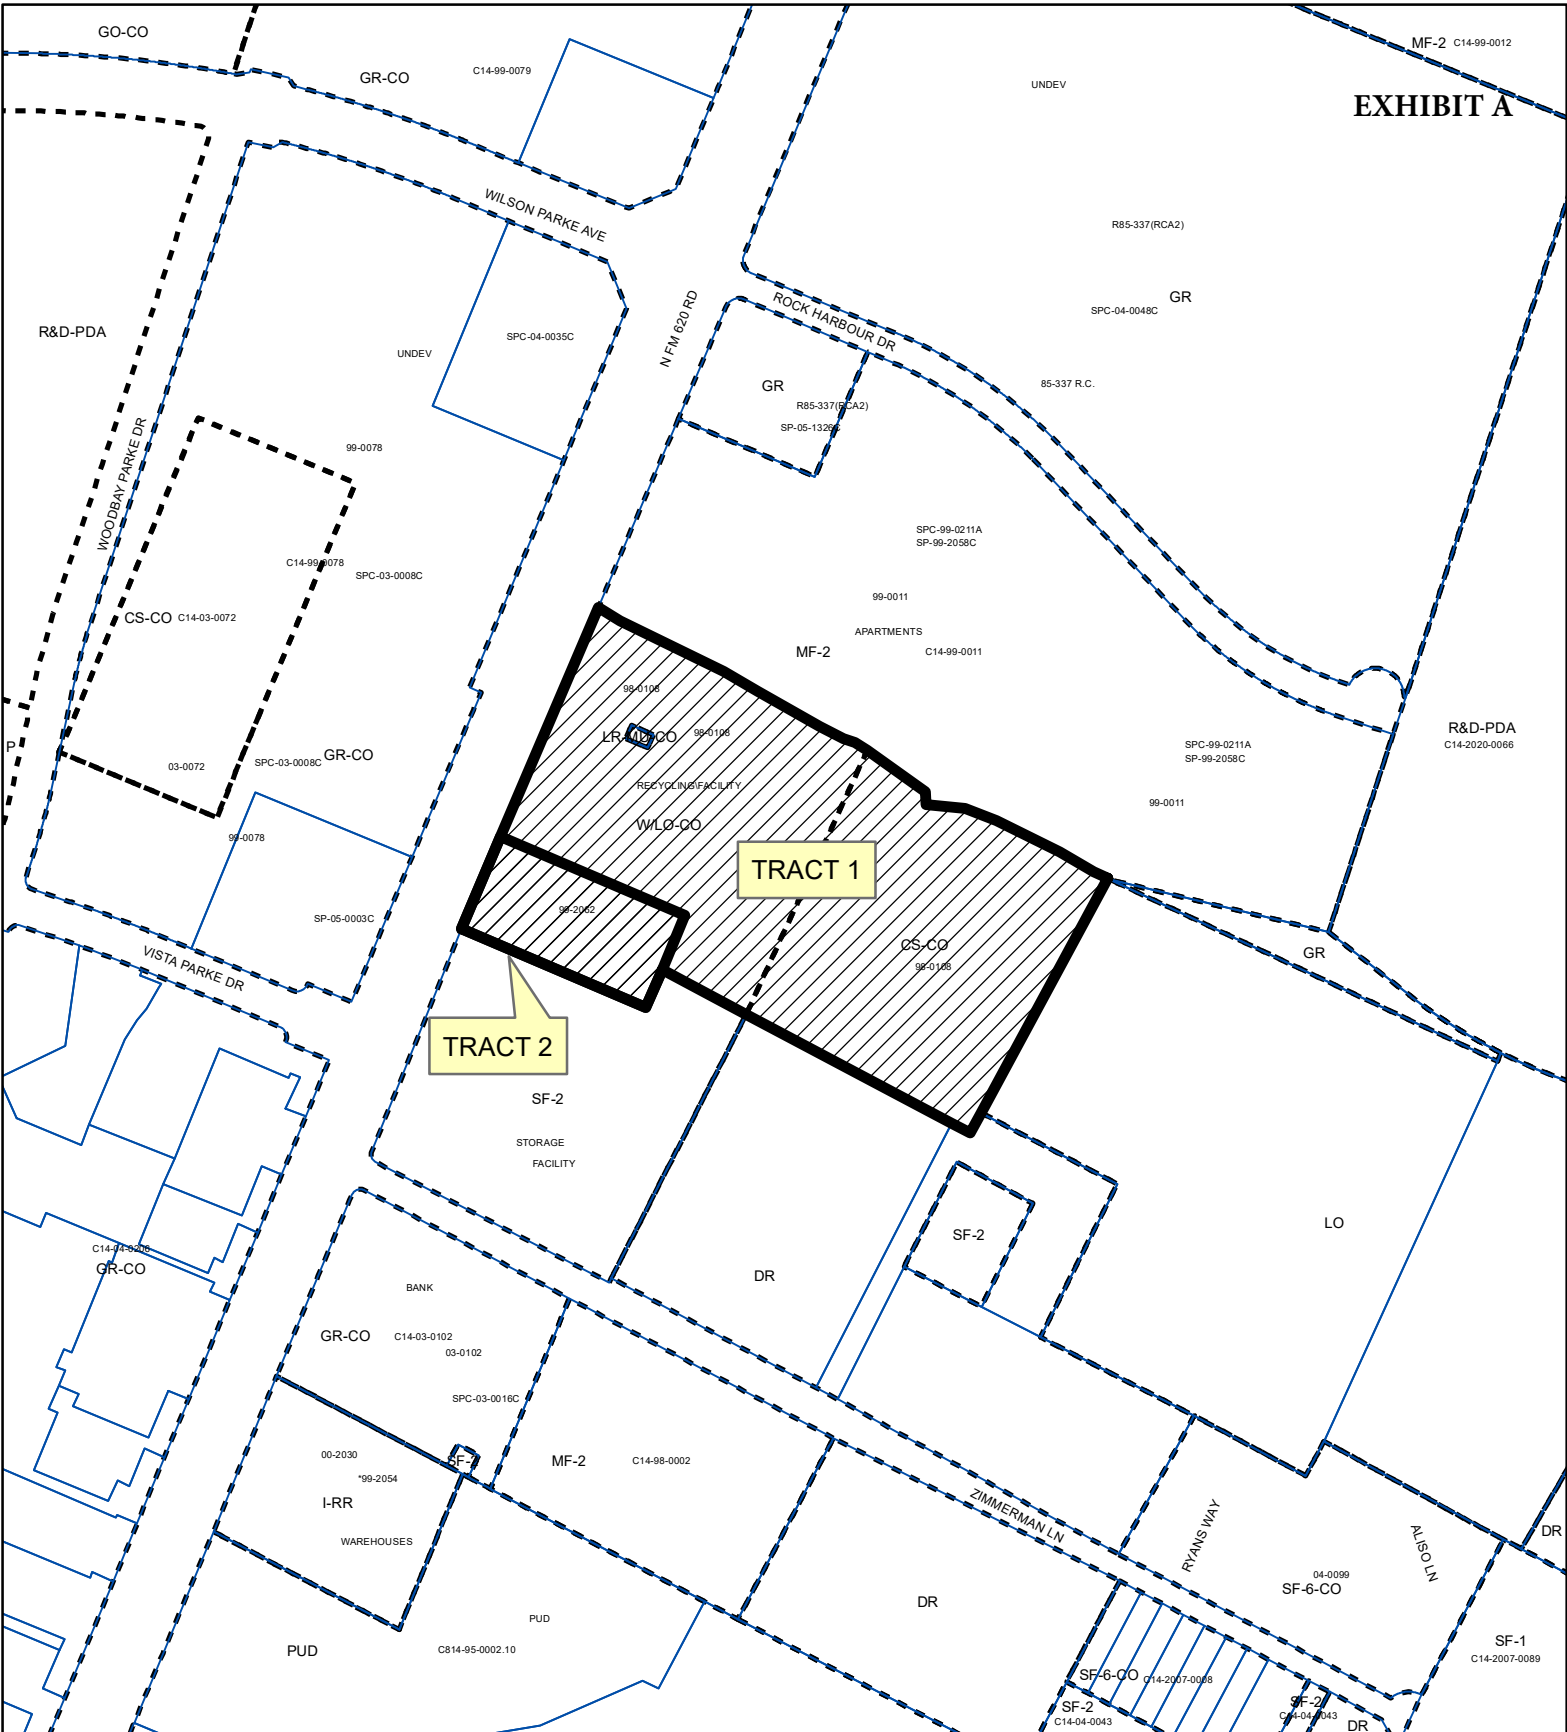 GO-CO
GR-CO
C14-99-0079
MF-2 C14-99-0012
UNDEV
EXHIBIT A
WILSON PARKE AVE
R85-337(RCA2)
GR
SPC-04-0048C
N FM 620 RD
ROCK HARBOUR DR
R&D-PDA
UNDEV
SPC-04-0035C
GR
R85-337(RCA2)
SP-05-1326C
85-337 R.C.
WOODBAY PARKE DR
99-0078
SPC-99-0211A
SP-99-2058C
C14-99-0078
SPC-03-0008C
99-0011
CS-CO C14-03-0072
APARTMENTS
MF-2
C14-99-0011
98-0108
LR-MU-CO
98-0108
R&D-PDA
C14-2020-0066
P
GR-CO
SPC-03-0008C
03-0072
SPC-99-0211A
SP-99-2058C
RECYCLING\FACILITY
99-0011
W/LO-CO
99-0078
TRACT 1
99-2062
SP-05-0003C
CS-CO
98-0108
GR
VISTA PARKE DR
TRACT 2
SF-2
STORAGE
FACILITY
LO
SF-2
C14-04-0206
GR-CO
DR
BANK
GR-CO
C14-03-0102
03-0102
SPC-03-0016C
00-2030
SF-2
MF-2
C14-98-0002
*99-2054
I-RR
WAREHOUSES
ZIMMERMAN LN
RYANS WAY
ALISO LN
DR
04-0099
SF-6-CO
DR
PUD
PUD
C814-95-0002.10
SF-1
C14-2007-0089
SF-6-CO
C14-2007-0008
SF-2
C14-04-0043
SF-2
C14-04-0043
DR